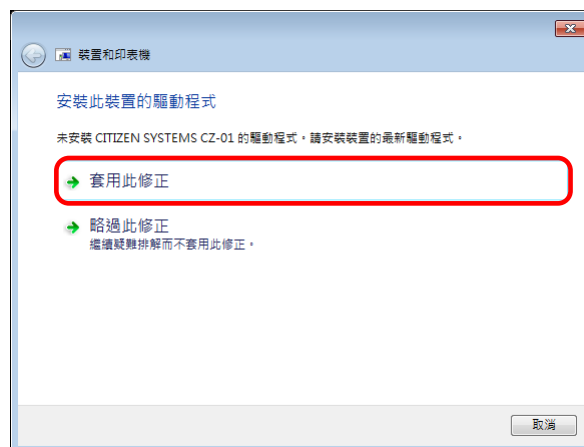 裝置和印表機
安裝此裝置的驅動程式
未安裝 CITIZEN SYSTEMS CZ-01 的驅動程式。請安裝裝置的最新驅動程式。
套用此修正
略過此修正
繼續疑難排解而不套用此修正。
取消